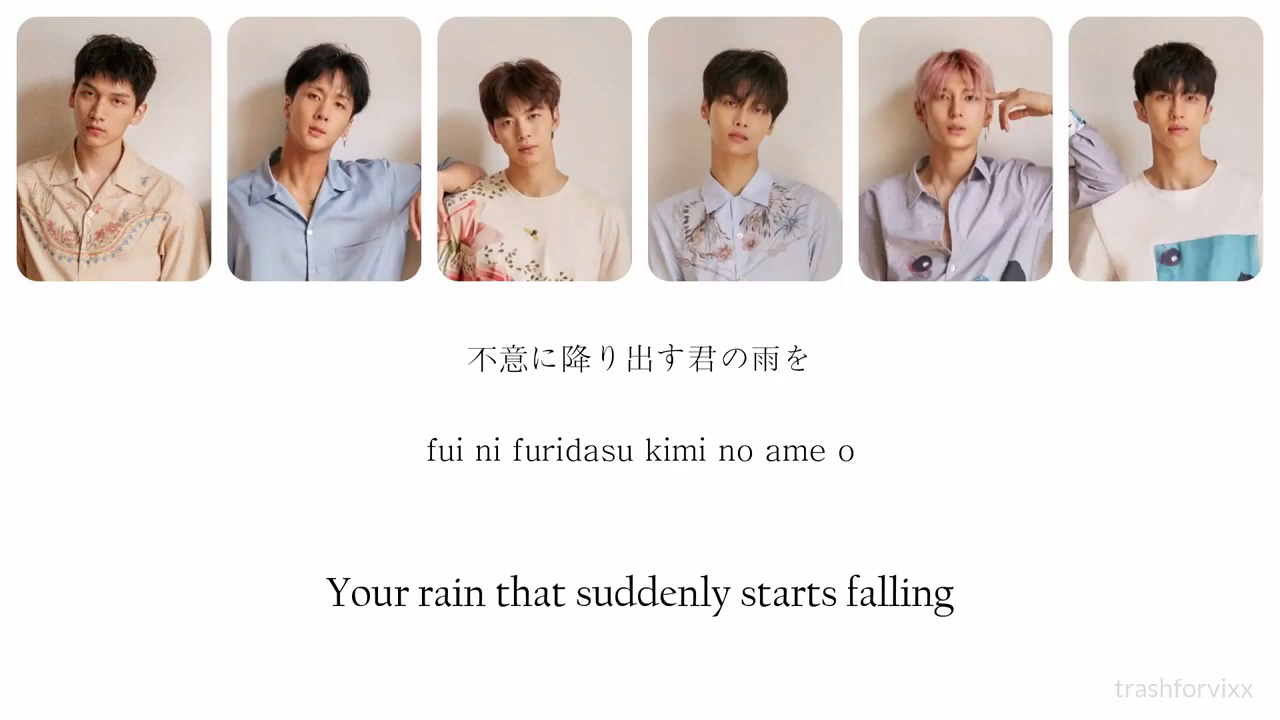 不意に降り出す君の雨を
fui ni furidasu kimi no ame o
Your rain that suddenly starts falling
trashforvixx